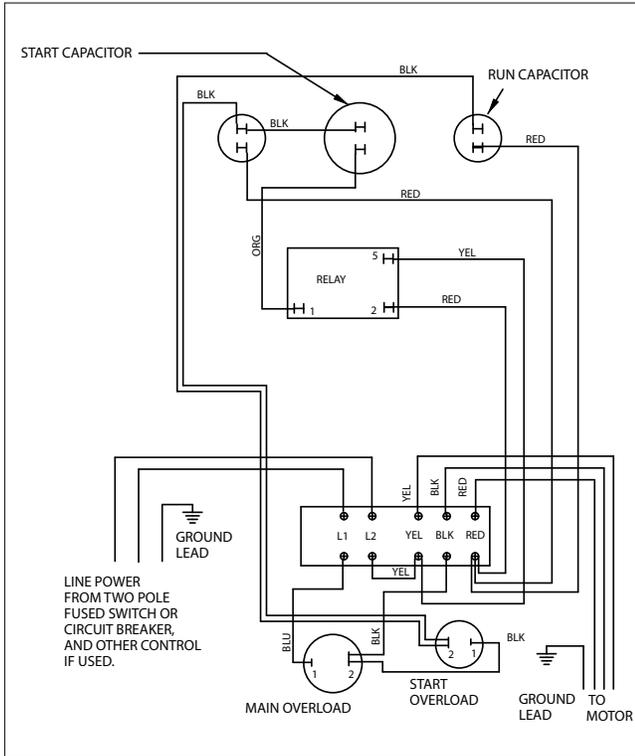 START CAPACITOR
BLK
RUN CAPACITOR
BLK
BLK
RED
RED
ORG
5
YEL
RELAY
1
2
RED
YEL
BLK
RED
GROUND
LEAD
L1
L2
YEL
BLK
RED
YEL
LINE POWER
FROM TWO POLE
FUSED SWITCH OR
CIRCUIT BREAKER,
AND OTHER CONTROL
IF USED.
BLU
BLK
2
1
BLK
1
2
START
OVERLOAD
MAIN OVERLOAD
GROUND
LEAD
TO
MOTOR